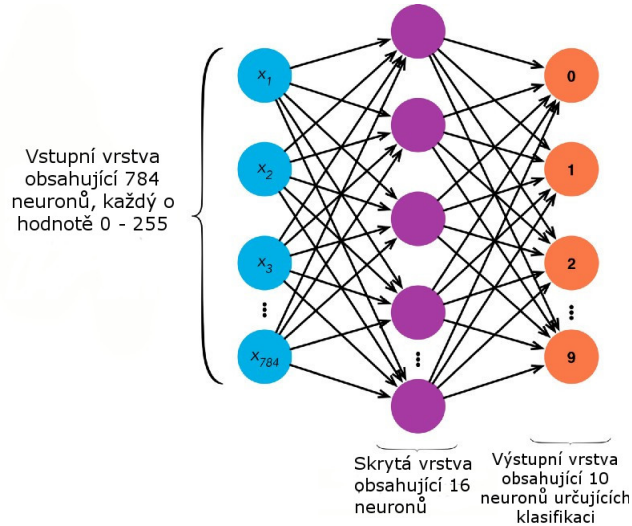 Vstupní vrstva
obsahující 784
neuronů, každý o
hodnotě 0 - 255
x1
x2
x3
x784
0
1
2
9
Skrytá vrstva
obsahující 16
neuronů
Výstupní vrstva
obsahující 10
neuronů určujících
klasifikaci